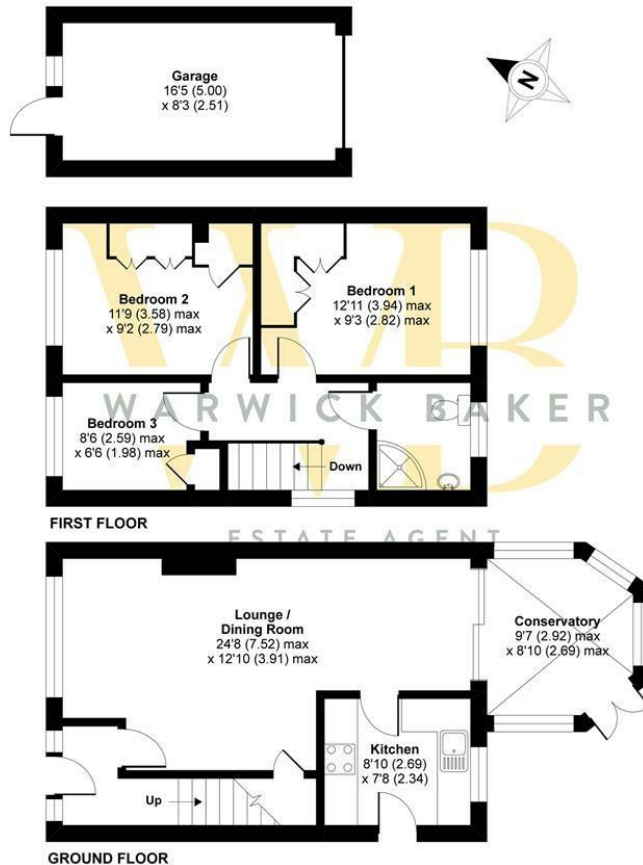 Garage
16'5 (5.00)
x 8'3 (2.51)
N
Bedroom 2
11'9 (3.58) max
x 9'2 (2.79) max
Bedroom 1
12'11 (3.94) max
x 9'3 (2.82) max
WB
WARWICK BAKER
Bedroom 3
8'6 (2.59) max
x 6'6 (1.98) max
Down
FIRST FLOOR
ESTATE AGENT
Lounge /
Dining Room
24'8 (7.52) max
x 12'10 (3.91) max
Conservatory
9'7 (2.92) max
x 8'10 (2.69) max
Kitchen
8'10 (2.69)
x 7'8 (2.34)
Up
GROUND FLOOR